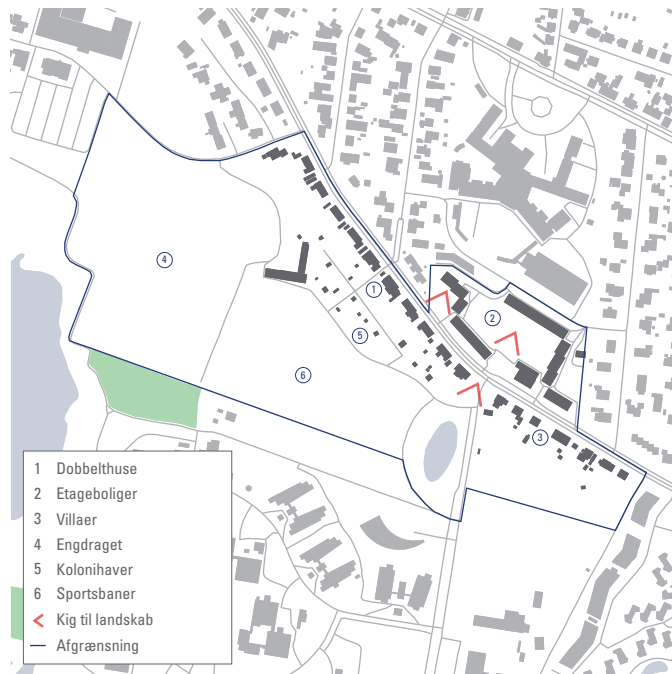 4
1
2
5
6
3
1 Dobbelthuse
2 Etageboliger
3 Villaer
4 Engdraget
5 Kolonihaver
6 Sportsbaner
Kig til landskab
Afgrænsning